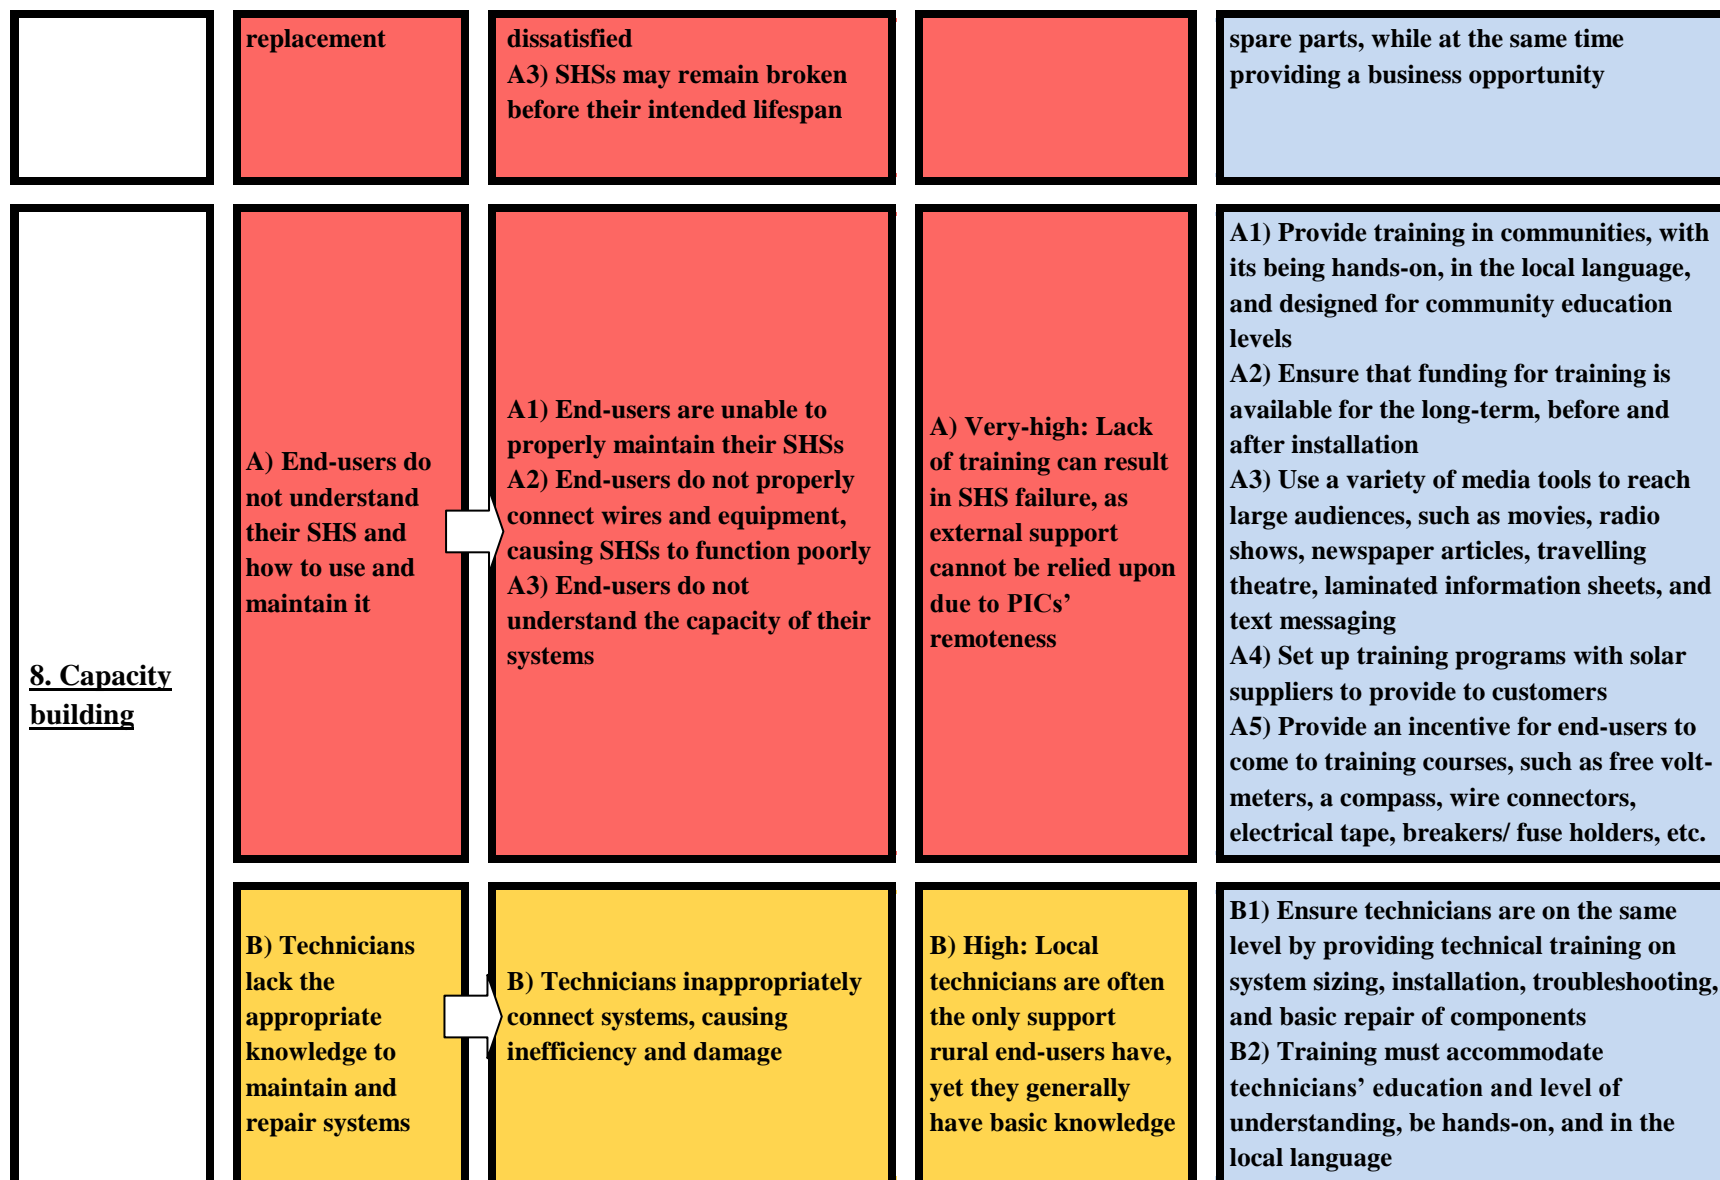 replacement
dissatisfied
A3) SHSs may remain broken
before their intended lifespan
spare parts, while at the same time
providing a business opportunity
8. Capacity
building
A) End-users do
not understand
their SHS and
how to use and
maintain it
A1) End-users are unable to
properly maintain their SHSs
A2) End-users do not properly
connect wires and equipment,
causing SHSs to function poorly
A3) End-users do not
understand the capacity of their
systems
A) Very-high: Lack
of training can result
in SHS failure, as
external support
cannot be relied upon
due to PICs’
remoteness
A1) Provide training in communities, with
its being hands-on, in the local language,
and designed for community education
levels
A2) Ensure that funding for training is
available for the long-term, before and
after installation
A3) Use a variety of media tools to reach
large audiences, such as movies, radio
shows, newspaper articles, travelling
theatre, laminated information sheets, and
text messaging
A4) Set up training programs with solar
suppliers to provide to customers
A5) Provide an incentive for end-users to
come to training courses, such as free volt-
meters, a compass, wire connectors,
electrical tape, breakers/ fuse holders, etc.
B) Technicians
lack the
appropriate
knowledge to
maintain and
repair systems
B) Technicians inappropriately
connect systems, causing
inefficiency and damage
B) High: Local
technicians are often
the only support
rural end-users have,
yet they generally
have basic knowledge
B1) Ensure technicians are on the same
level by providing technical training on
system sizing, installation, troubleshooting,
and basic repair of components
B2) Training must accommodate
technicians’ education and level of
understanding, be hands-on, and in the
local language